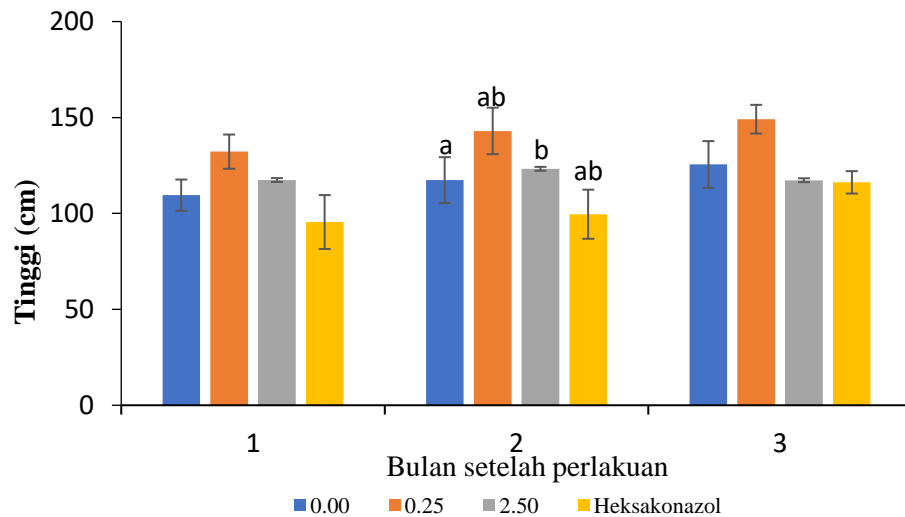 200
150
100
50
0
Tinggi (cm)
a
ab
b
ab
1
2
3
Bulan setelah perlakuan
0.00
0.25
2.50
Heksakonazol